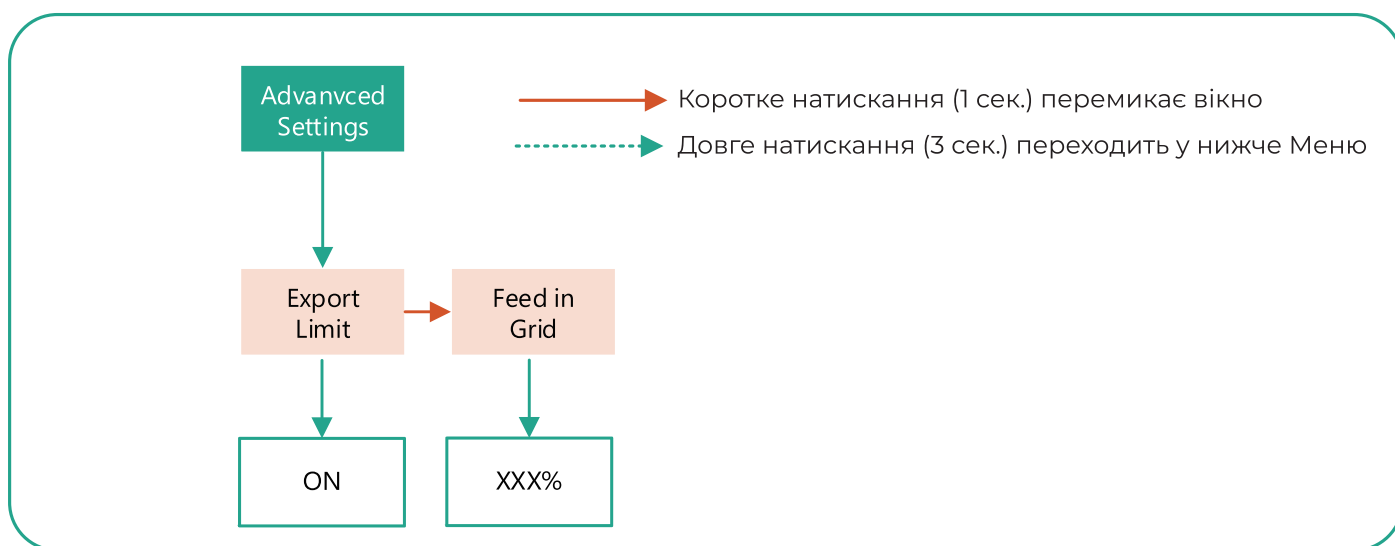 Advanvced
Settings
Коротке натискання (1 сек.) перемикає вікно
Довге натискання (3 сек.) переходить у нижче Меню
Export
Limit
Feed in
Grid
ON
XXX%